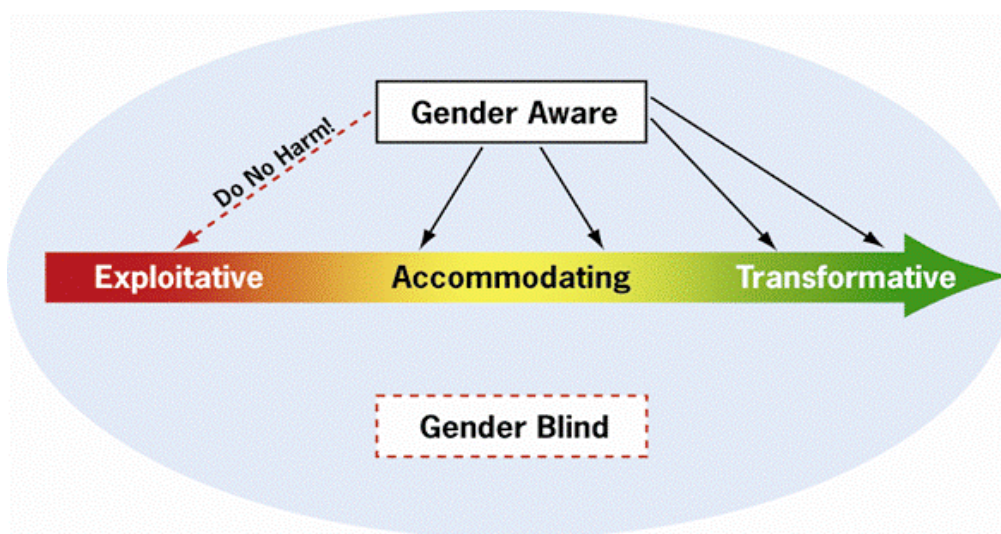 Gender Aware
Do No Harm!
Exploitative
Accommodating
Transformative
Gender Blind